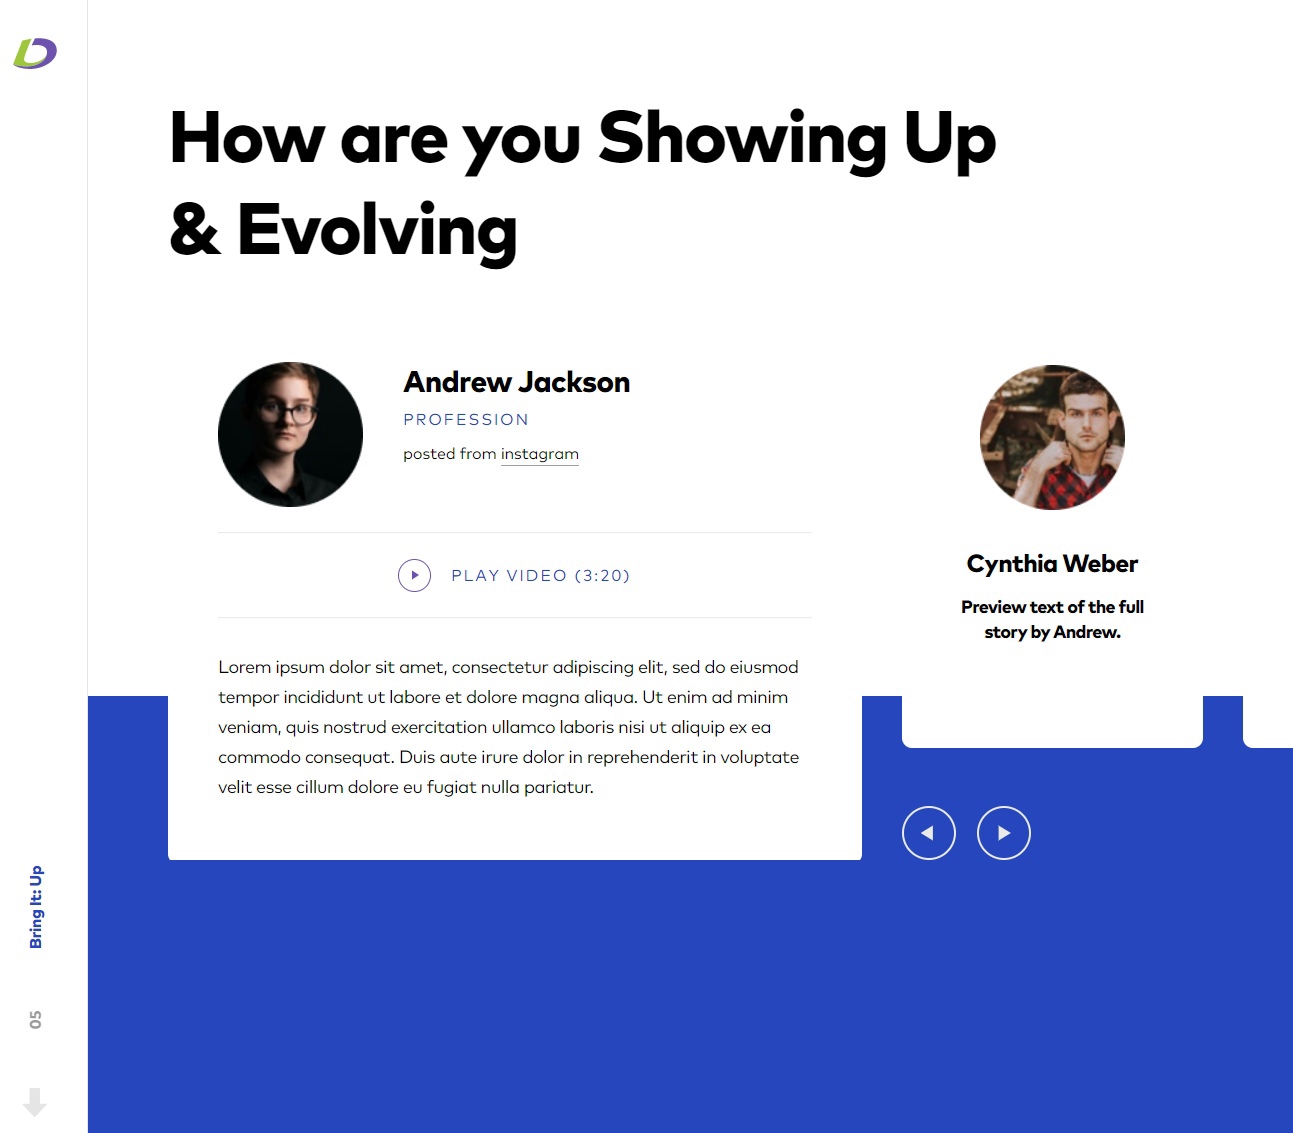 How are you Showing Up
& Evolving
Andrew Jackson
PROFESSION
posted from instagram
PLAY VIDEO (3:20)
Lorem ipsum dolor sit amet, consectetur adipiscing elit, sed do eiusmod
tempor incididunt ut labore et dolore magna aliqua. Ut enim ad minim
veniam, quis nostrud exercitation ullamco laboris nisi ut aliquip ex ea
commodo consequat. Duis aute irure dolor in reprehenderit in voluptate
velit esse cillum dolore eu fugiat nulla pariatur.
Cynthia Weber
Preview text of the full
story by Andrew.
Bring It: Up
05